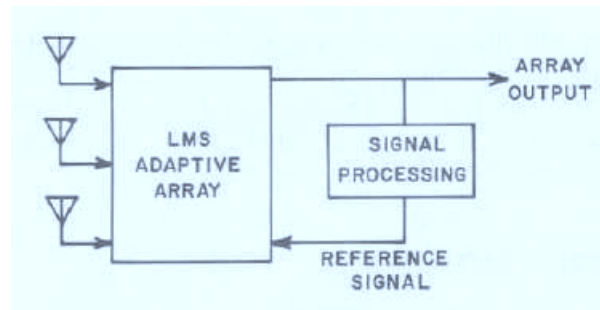 LMS
ADAPTIVE
ARRAY
ARRAY
OUTPUT
SIGNAL
PROCESSING
REFERENCE
SIGNAL